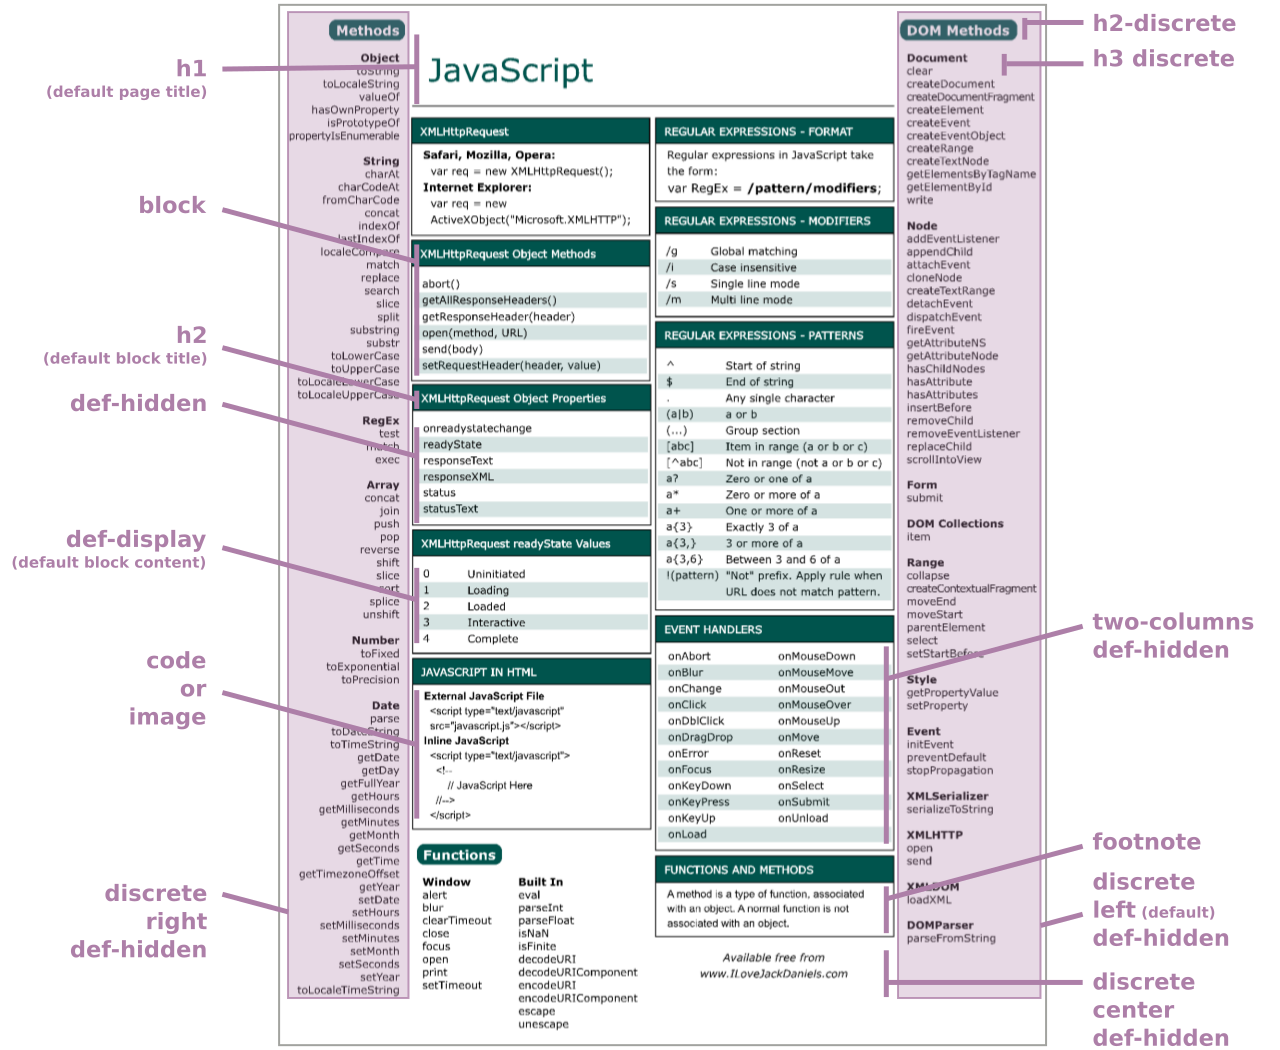 h1
(default page title)
block
h2
(default block title)
def-hidden
def-display
(default block content)
code
or
image
discrete
right
def-hidden
Methods
Object
toString
toLocaleString
valueOf
hasOwnProperty
isPrototypeOf
propertyIsEnumerable
String
charAt
charCodeAt
fromCharCode
concat
indexOf
lastIndexOf
localeCompare
match
replace
search
slice
split
substring
substr
toLowerCase
toUpperCase
toLocaleLowerCase
toLocaleUpperCase
RegEx
test
match
exec
Array
concat
join
push
pop
reverse
shift
slice
sort
splice
unshift
Number
toFixed
toExponential
toPrecision
Date
parse
toDateString
toTimeString
getDate
getDay
getFullYear
getHours
getMilliseconds
getMinutes
getMonth
getSeconds
getTime
getTimezoneOffset
getYear
setDate
setHours
setMilliseconds
setMinutes
setMonth
setSeconds
setYear
toLocaleTimeString
JavaScript
XMLHttpRequest
Safari, Mozilla, Opera:
var req = new XMLHttpRequest();
Internet Explorer:
var req = new
ActiveXObject("Microsoft.XMLHTTP");
XMLHttpRequest Object Methods
abort()
getAllResponseHeaders()
getResponseHeader(header)
open(method, URL)
send(body)
setRequestHeader(header, value)
XMLHttpRequest Object Properties
onreadystatechange
readyState
responseText
responseXML
status
statusText
XMLHttpRequest readyState Values
0 Uninitiated
1 Loading
2 Loaded
3 Interactive
4 Complete
JAVASCRIPT IN HTML
External JavaScript File
<script type="text/javascript"
src="javascript.js"></script>
Inline JavaScript
<script type="text/javascript">
<!--
// JavaScript Here
//-->
</script>
Functions
Window
alert
blur
clearTimeout
close
focus
open
print
setTimeout
Built In
eval
parseInt
parseFloat
isNaN
isFinite
decodeURI
decodeURIComponent
encodeURI
encodeURIComponent
escape
unescape
REGULAR EXPRESSIONS - FORMAT
Regular expressions in JavaScript take
the form:
var RegEx = /pattern/modifiers;
REGULAR EXPRESSIONS - MODIFIERS
/g Global matching
/i Case insensitive
/s Single line mode
/m Multi line mode
REGULAR EXPRESSIONS - PATTERNS
^ Start of string
$ End of string
. Any single character
(a|b) a or b
(...) Group section
[abc] Item in range (a or b or c)
[^abc] Not in range (not a or b or c)
a? Zero or one of a
a* Zero or more of a
a+ One or more of a
a{3} Exactly 3 of a
a{3,} 3 or more of a
a{3,6} Between 3 and 6 of a
!(pattern) "Not" prefix. Apply rule when
URL does not match pattern.
EVENT HANDLERS
onAbort onMouseDown
onBlur onMouseMove
onChange onMouseOut
onClick onMouseOver
onDblClick onMouseUp
onDragDrop onMove
onError onReset
onFocus onResize
onKeyDown onSelect
onKeyPress onSubmit
onKeyUp onUnload
onLoad
FUNCTIONS AND METHODS
A method is a type of function, associated
with an object. A normal function is not
associated with an object.
Available free from
www.ILoveJackDaniels.com
DOM Methods
Document
clear
createDocument
createDocumentFragment
createElement
createEvent
createEventObject
createRange
createTextNode
getElementsByTagName
getElementById
write
Node
addEventListener
appendChild
attachEvent
cloneNode
createTextRange
detachEvent
dispatchEvent
fireEvent
getAttributeNS
getAttributeNode
hasChildNodes
hasAttribute
hasAttributes
insertBefore
removeChild
removeEventListener
replaceChild
scrollIntoView
Form
submit
DOM Collections
item
Range
collapse
createContextualFragment
moveEnd
moveStart
parentElement
select
setStartBefore
Style
getPropertyValue
setProperty
Event
initEvent
preventDefault
stopPropagation
XMLSerializer
serializeToString
XMLHTTP
open
send
XMLDOM
loadXML
DOMParser
parseFromString
h2-discrete
h3 discrete
two-columns
def-hidden
footnote
discrete
left (default)
def-hidden
discrete
center
def-hidden